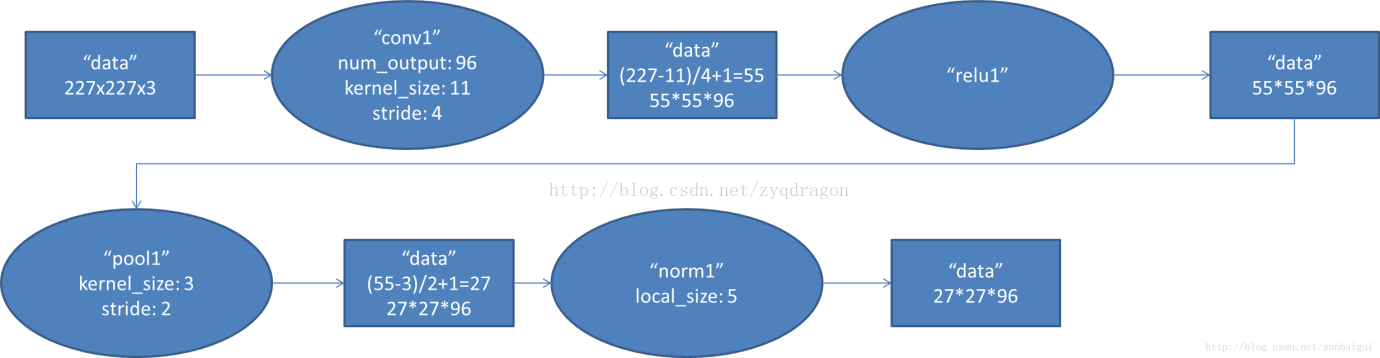 “data”
227x227x3
“conv1”
num_output: 96
kernel_size: 11
stride: 4
“data”
(227-11)/4+1=55
55*55*96
“relu1”
“data”
55*55*96
http://blog.csdn.net/zyqdragon
“pool1”
kernel_size: 3
stride: 2
“data”
(55-3)/2+1=27
27*27*96
“norm1”
local_size: 5
“data”
27*27*96
http://blog.csdn.net/sunbaigui